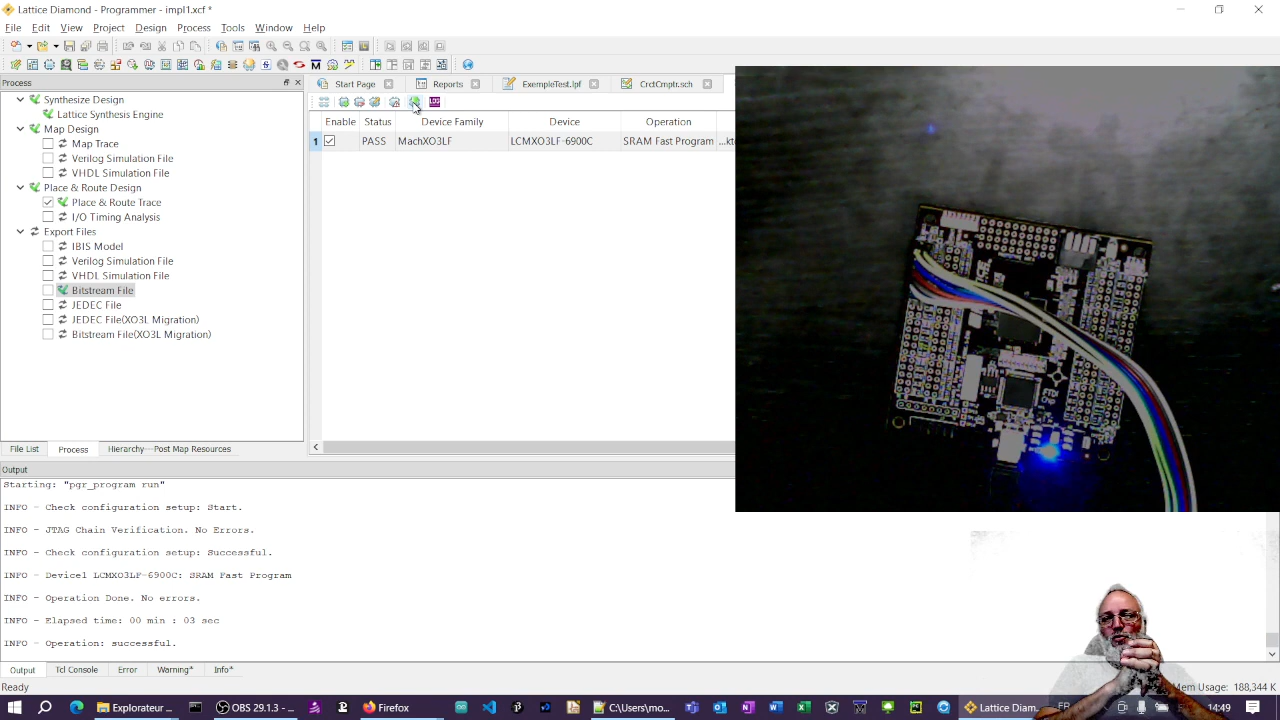 Lattice Diamond - Programmer - impl1.xcf *
File Edit View Project Design Process Tools Window Help
Process
Start Page Reports ExempleTest.lpf CrctCmptr.sch
Synthesize Design
Lattice Synthesis Engine
Map Design
Map Trace
Verilog Simulation File
VHDL Simulation File
Place & Route Design
Place & Route Trace
I/O Timing Analysis
Export Files
IBIS Model
Verilog Simulation File
VHDL Simulation File
Bitstream File
JEDEC File
JEDEC File(XO3L Migration)
Bitstream File(XO3L Migration)
LOG
Enable Status Device Family Device Operation
1 PASS MachXO3LF LCMXO3LF-6900C SRAM Fast Program ...kt
File List Process Hierarchy - Post Map Resources
Output
Starting: "pgr_program run"
INFO - Check configuration setup: Start.
INFO - JTAG Chain Verification. No Errors.
INFO - Check configuration setup: Successful.
INFO - Device1 LCMXO3LF-6900C: SRAM Fast Program
INFO - Operation Done. No errors.
INFO - Elapsed time: 00 min : 03 sec
INFO - Operation: successful.
Output Tcl Console Error Warning* Info*
Ready
Mem Usage: 188,344 K
Explorateur ... OBS 29.1.3 - ... Firefox C:\Users\mo... Lattice Diam... FR 14:49